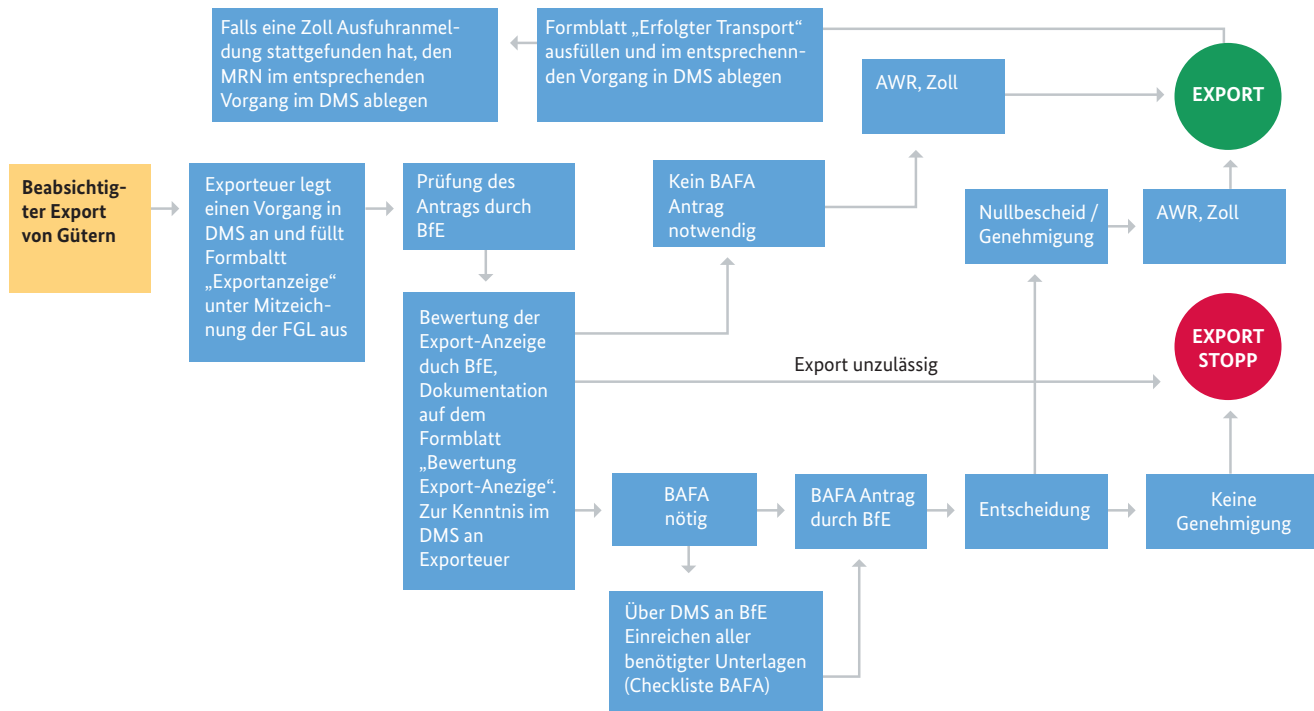 Falls eine Zoll Ausfuhranmel-
dung stattgefunden hat, den
MRN im entsprechenden
Vorgang im DMS ablegen
Formblatt „Erfolgter Transport“
ausfüllen und im entsprechenn-
den Vorgang in DMS ablegen
AWR, Zoll
EXPORT
Beabsichtig-
ter Export
von Gütern
Exporteuer legt
einen Vorgang in
DMS an und füllt
Formbaltt
„Exportanzeige“
unter Mitzeich-
nung der FGL aus
Prüfung des
Antrags durch
BfE
Kein BAFA
Antrag
notwendig
Nullbescheid /
Genehmigung
AWR, Zoll
Bewertung der
Export-Anzeige
duch BfE,
Dokumentation
auf dem
Formblatt
„Bewertung
Export-Anezige“.
Zur Kenntnis im
DMS an
Exporteuer
Export unzulässig
EXPORT
STOPP
BAFA
nötig
BAFA Antrag
durch BfE
Entscheidung
Keine
Genehmigung
Über DMS an BfE
Einreichen aller
benötigter Unterlagen
(Checkliste BAFA)